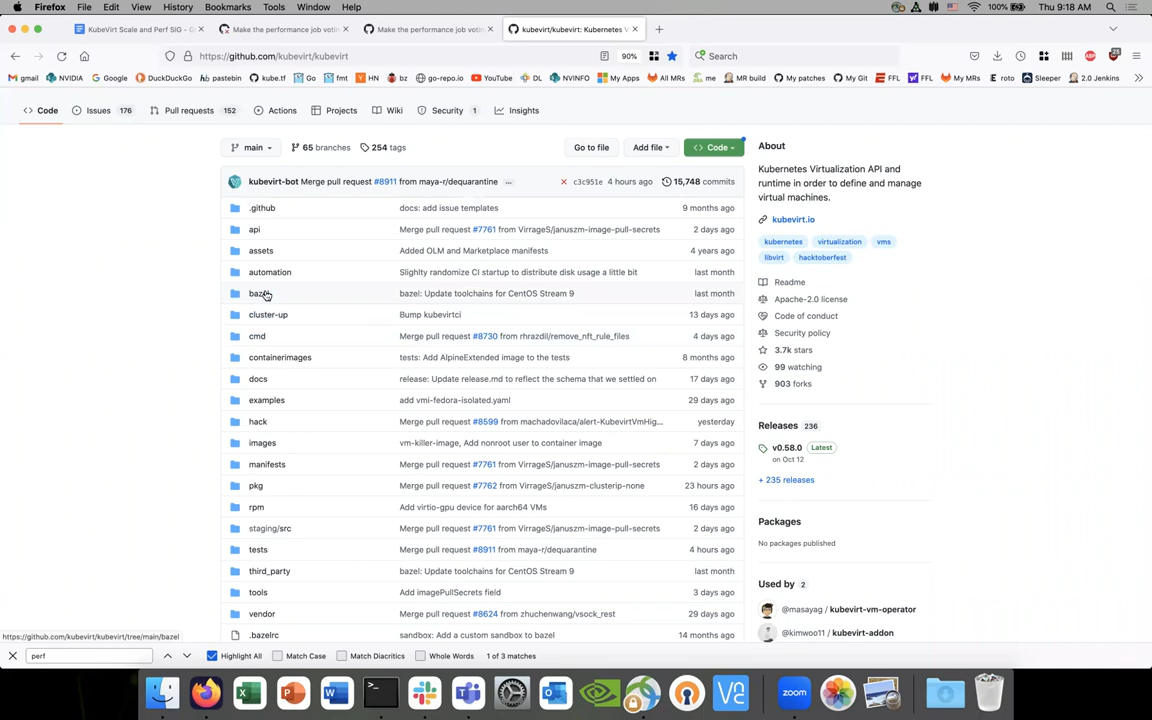 Firefox File Edit View History Bookmarks Tools Window Help 100% Thu 9:18 AM
KubeVirt Scale and Perf SIG - G Make the performance job votin Make the performance job votin kubevirt/kubevirt: Kubernetes V
https://github.com/kubevirt/kubevirt 90% Search
gmail NVIDIA Google DuckDuckGo pastebin kube.tf Go fmt HN bz go-repo.io YouTube DL NVINFO My Apps All MRs me MR build My patches My Git FFL FFL My MRs roto Sleeper 2.0 Jenkins
Code Issues 176 Pull requests 152 Actions Projects Wiki Security 1 Insights
main 65 branches 254 tags Go to file Add file Code
kubevirt-bot Merge pull request #8911 from maya-r/dequarantine ... c3c951e 4 hours ago 15,748 commits
.github docs: add issue templates 9 months ago
api Merge pull request #7761 from VirrageS/januszm-image-pull-secrets 2 days ago
assets Added OLM and Marketplace manifests 4 years ago
automation Slighlty randomize CI startup to distribute disk usage a little bit last month
bazel bazel: Update toolchains for CentOS Stream 9 last month
cluster-up Bump kubevirtci 13 days ago
cmd Merge pull request #8730 from rhrazdil/remove_nft_rule_files 4 days ago
containerimages tests: Add AlpineExtended image to the tests 8 months ago
docs release: Update release.md to reflect the schema that we settled on 17 days ago
examples add vmi-fedora-isolated.yaml 29 days ago
hack Merge pull request #8599 from machadovilaca/alert-KubevirtVmHig... yesterday
images vm-killer-image, Add nonroot user to container image 7 days ago
manifests Merge pull request #7761 from VirrageS/januszm-image-pull-secrets 2 days ago
pkg Merge pull request #7762 from VirrageS/januszm-clusterip-none 23 hours ago
rpm Add virtio-gpu device for aarch64 VMs 16 days ago
staging/src Merge pull request #7761 from VirrageS/januszm-image-pull-secrets 2 days ago
tests Merge pull request #8911 from maya-r/dequarantine 4 hours ago
third_party bazel: Update toolchains for CentOS Stream 9 last month
tools Add imagePullSecrets field 3 days ago
vendor Merge pull request #8624 from zhuchenwang/vsock_rest 29 days ago
.bazelrc sandbox: Add a custom sandbox to bazel 14 months ago
About
Kubernetes Virtualization API and
runtime in order to define and manage
virtual machines.
kubevirt.io
kubernetes virtualization vms
libvirt hacktoberfest
Readme
Apache-2.0 license
Code of conduct
Security policy
3.7k stars
99 watching
903 forks
Releases 236
v0.58.0 Latest
on Oct 12
+ 235 releases
Packages
No packages published
Used by 2
@masayag / kubevirt-vm-operator
@kimwoo11 / kubevirt-addon
https://github.com/kubevirt/kubevirt/tree/main/bazel
perf Highlight All Match Case Match Diacritics Whole Words 1 of 3 matches
zoom